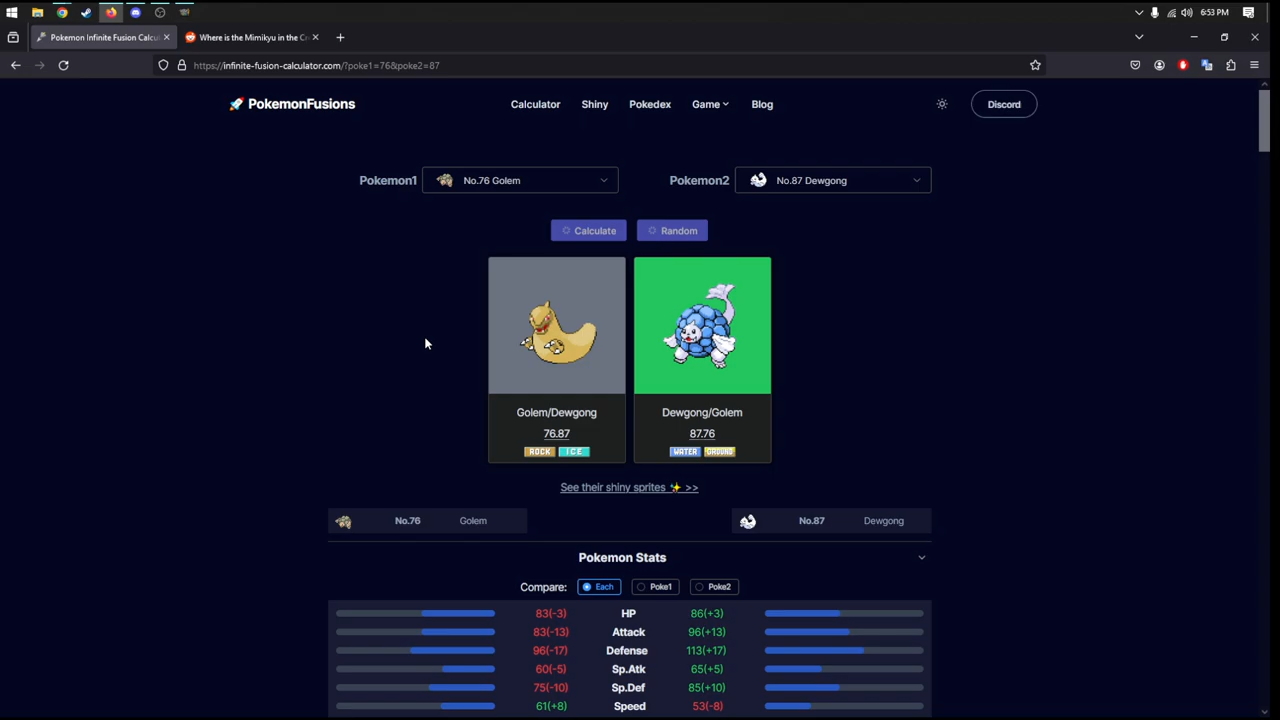 6:53 PM
Pokemon Infinite Fusion Calcu
Where is the Mimikyu in the C
https://infinite-fusion-calculator.com/?poke1=76&poke2=87
PokemonFusions
Calculator
Shiny
Pokedex
Game
Blog
Discord
Pokemon1
No.76 Golem
Pokemon2
No.87 Dewgong
Calculate
Random
Golem/Dewgong
Dewgong/Golem
76.87
87.76
ROCK ICE
WATER GROUND
See their shiny sprites ✨ >>
No.76 Golem
No.87 Dewgong
Pokemon Stats
Compare: Each Poke1 Poke2
83(-3) HP 86(+3)
83(-13) Attack 96(+13)
96(-17) Defense 113(+17)
60(-5) Sp.Atk 65(+5)
75(-10) Sp.Def 85(+10)
61(+8) Speed 53(-8)